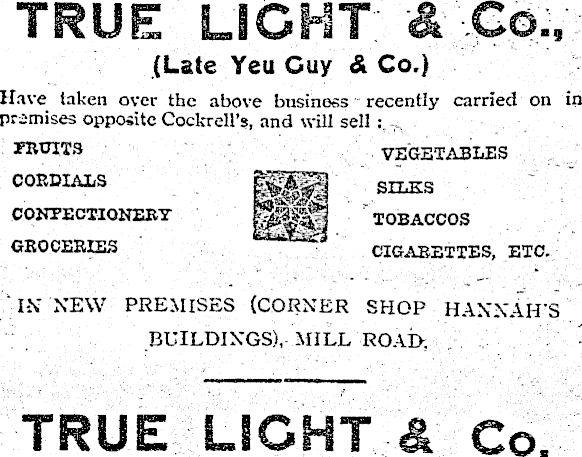 TRUE LIGHT & Co.,
(Late Yeu Guy & Co.)
Have taken over the above business recently carried on in
premises opposite Cockrell's, and will sell :
FRUITS
CORDIALS
CONFECTIONERY
GROCERIES
VEGETABLES
SILKS
TOBACCOS
CIGARETTES, ETC.
IN NEW PREMISES (CORNER SHOP HANNAH'S
BUILDINGS), MILL ROAD,
TRUE LIGHT & Co.